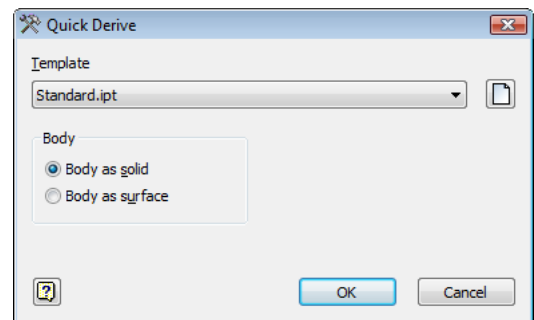 Quick Derive
Template
Standard.ipt
Body
Body as solid
Body as surface
OK
Cancel